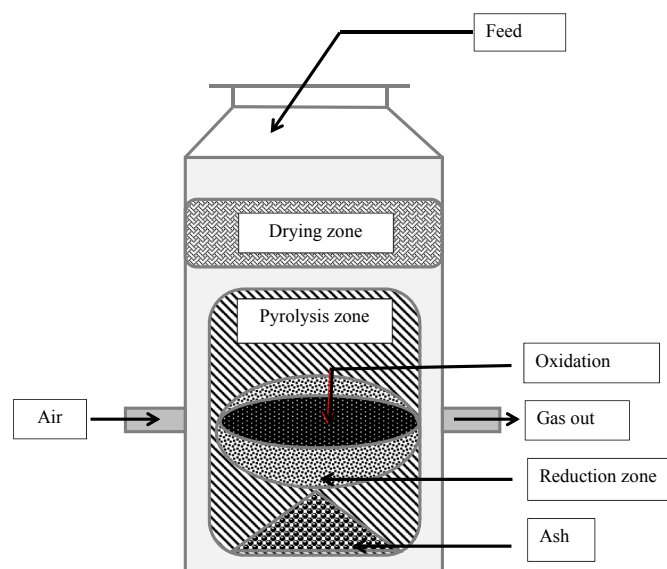 Feed
Drying zone
Pyrolysis zone
Oxidation
Air
Gas out
Reduction zone
Ash